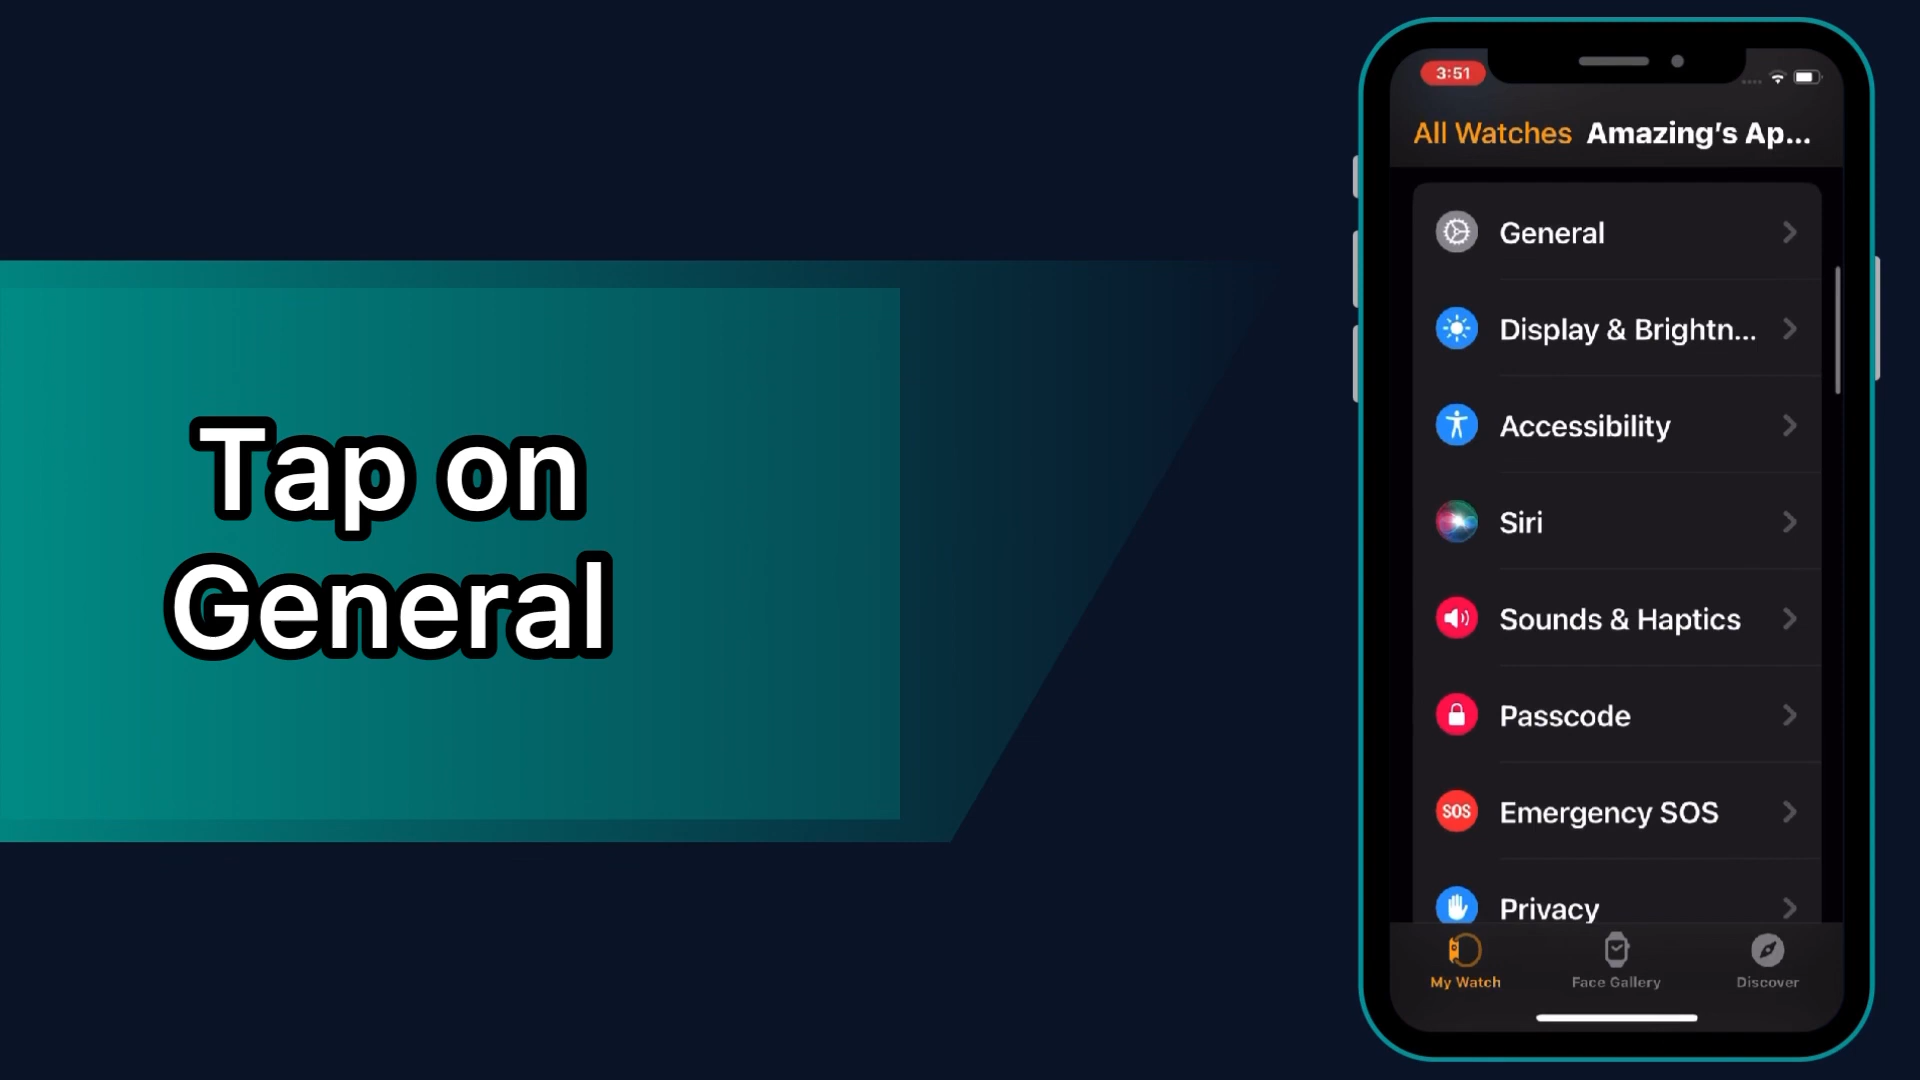 Tap on
General
3:51
All Watches Amazing’s Ap...
General
Display & Brightn...
Accessibility
Siri
Sounds & Haptics
Passcode
SOS Emergency SOS
Privacy
My Watch Face Gallery Discover